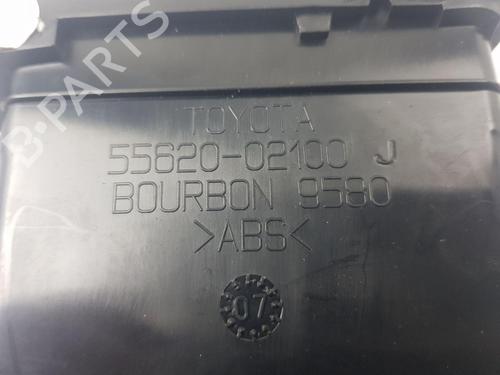 B-PARTS
TOYOTA
55620-02100 J
BOURBON 9580
>ABS<
07